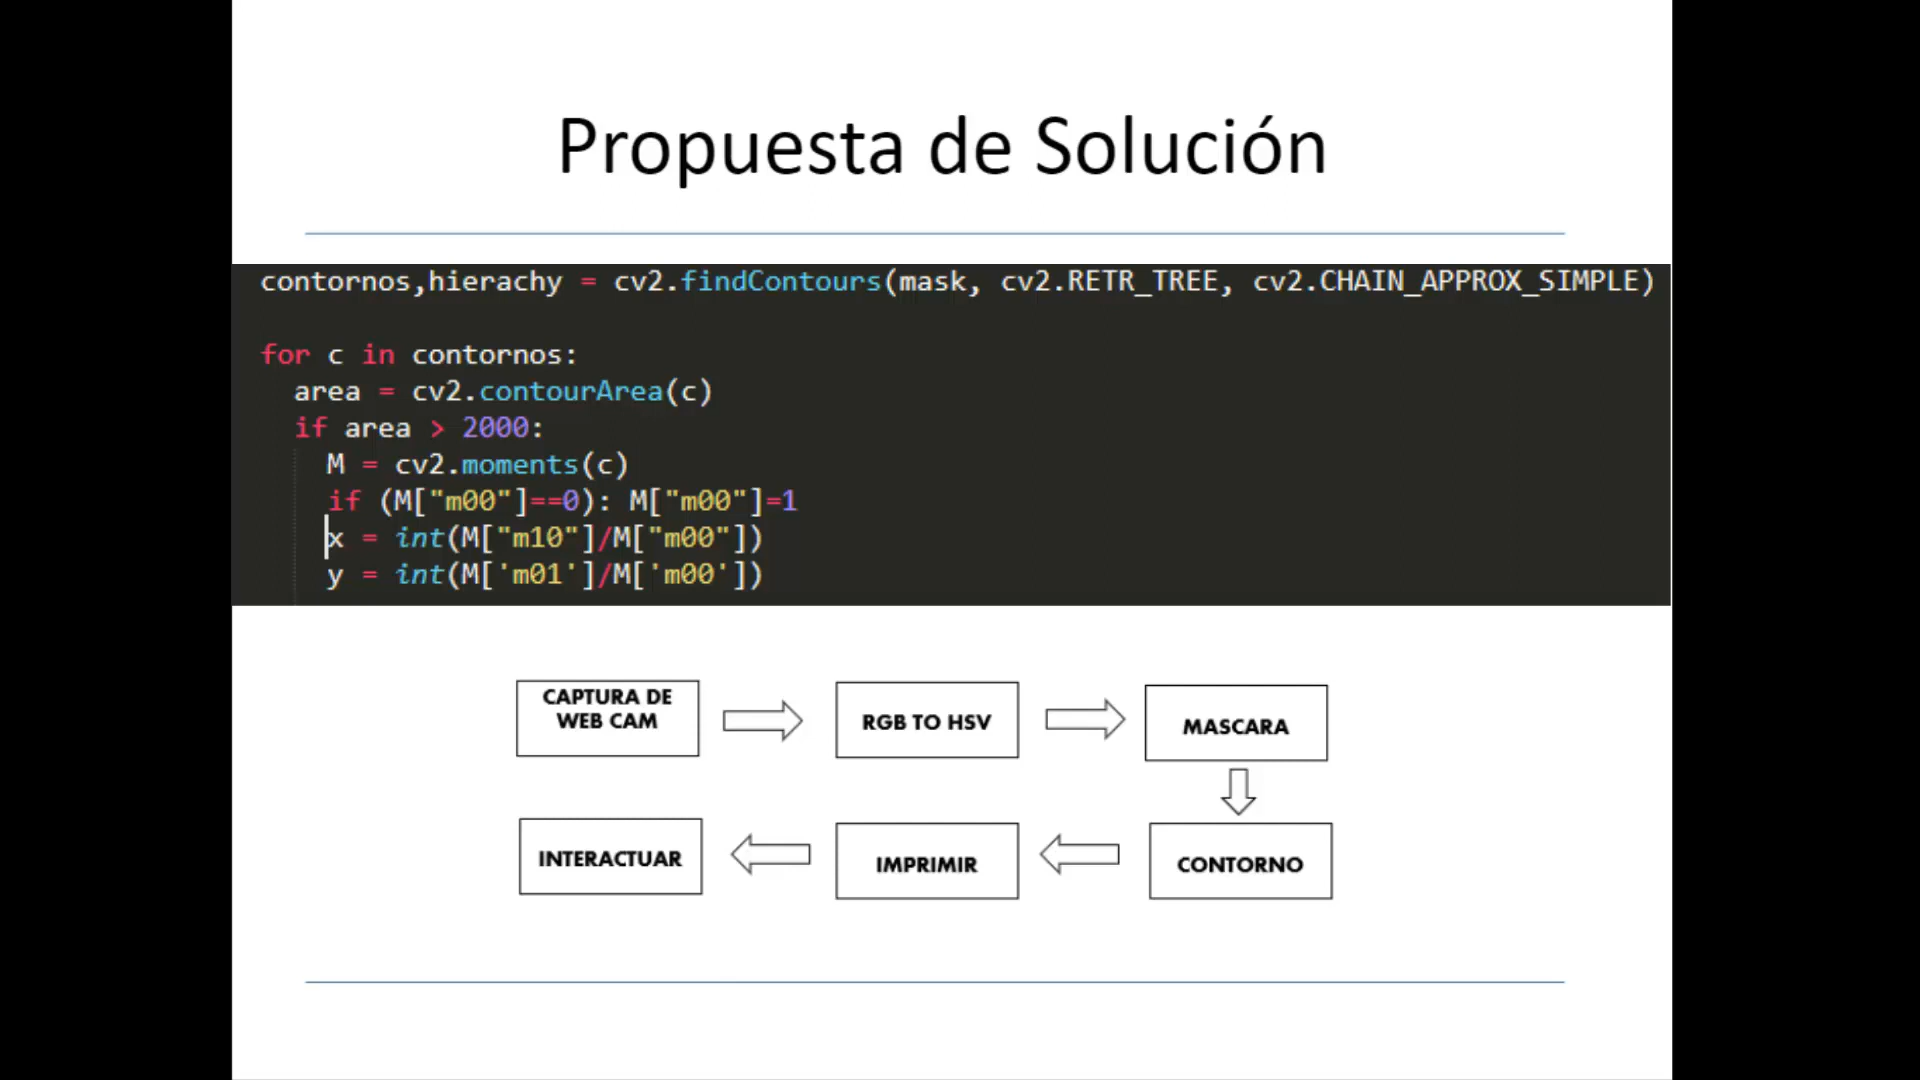 Propuesta de Solución
contornos,hierachy = cv2.findContours(mask, cv2.RETR_TREE, cv2.CHAIN_APPROX_SIMPLE)
for c in contornos:
area = cv2.contourArea(c)
if area > 2000:
M = cv2.moments(c)
if (M["m00"]==0): M["m00"]=1
x = int(M["m10"]/M["m00"])
y = int(M['m01']/M['m00'])
CAPTURA DE
WEB CAM
RGB TO HSV
MASCARA
INTERACTUAR
IMPRIMIR
CONTORNO